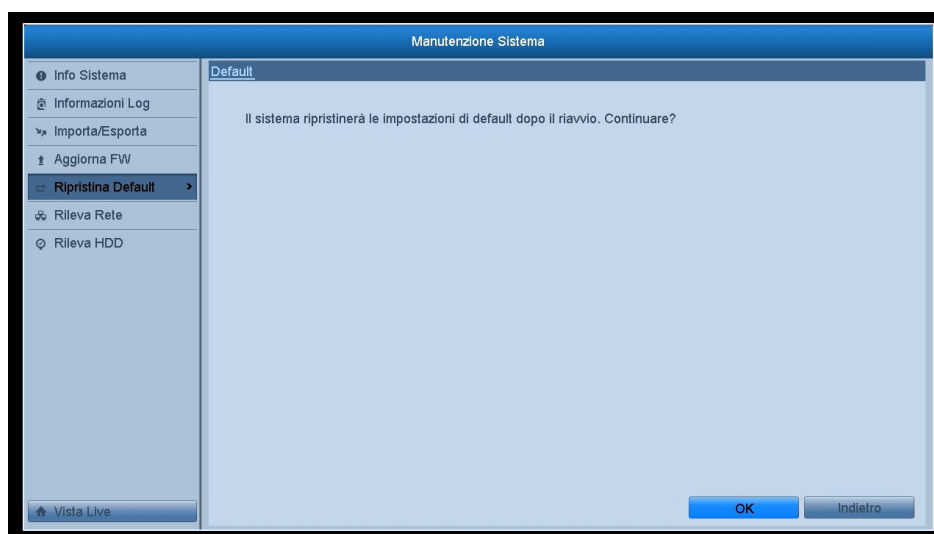 Manutenzione Sistema
Info Sistema
Informazioni Log
Importa/Esporta
Aggiorna FW
Ripristina Default
Rileva Rete
Rileva HDD
Vista Live
Default
Il sistema ripristinerà le impostazioni di default dopo il riavvio. Continuare?
OK
Indietro